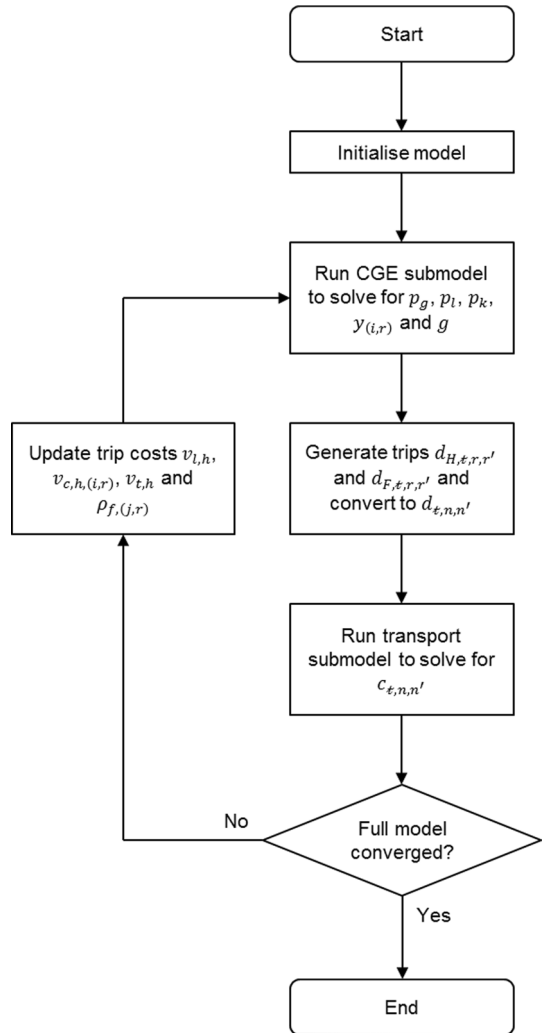 Start
Initialise model
Run CGE submodel
to solve for p_g, p_l, p_k,
y_(i,r) and g
Update trip costs v_l,h,
v_c,h,(i,r), v_t,h and
ρ_f,(j,r)
Generate trips d_H,ŧ,r,r′
and d_F,ŧ,r,r′ and
convert to d_ŧ,n,n′
Run transport
submodel to solve for
c_ŧ,n,n′
Full model
converged?
No
Yes
End